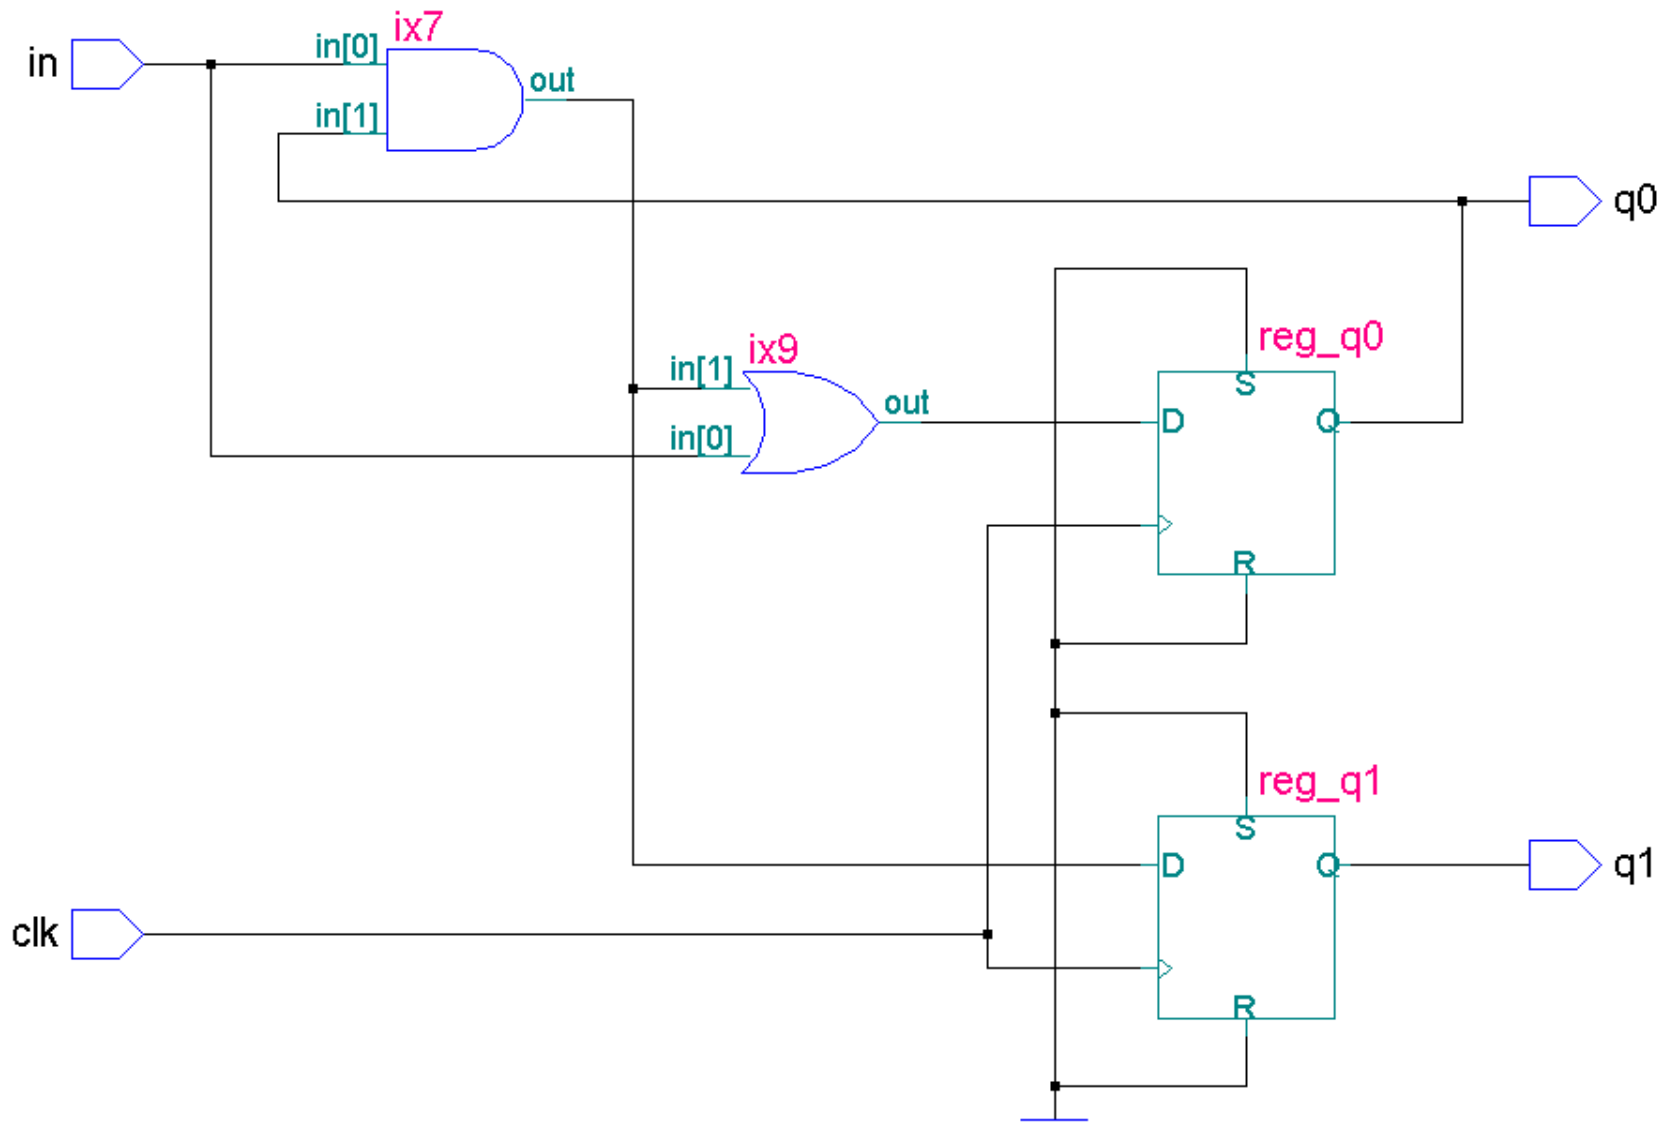 ix7
in
in[0]
out
in[1]
q0
reg_q0
ix9
in[1]
S
out
D
Q
in[0]
R
reg_q1
S
D
Q
q1
clk
R